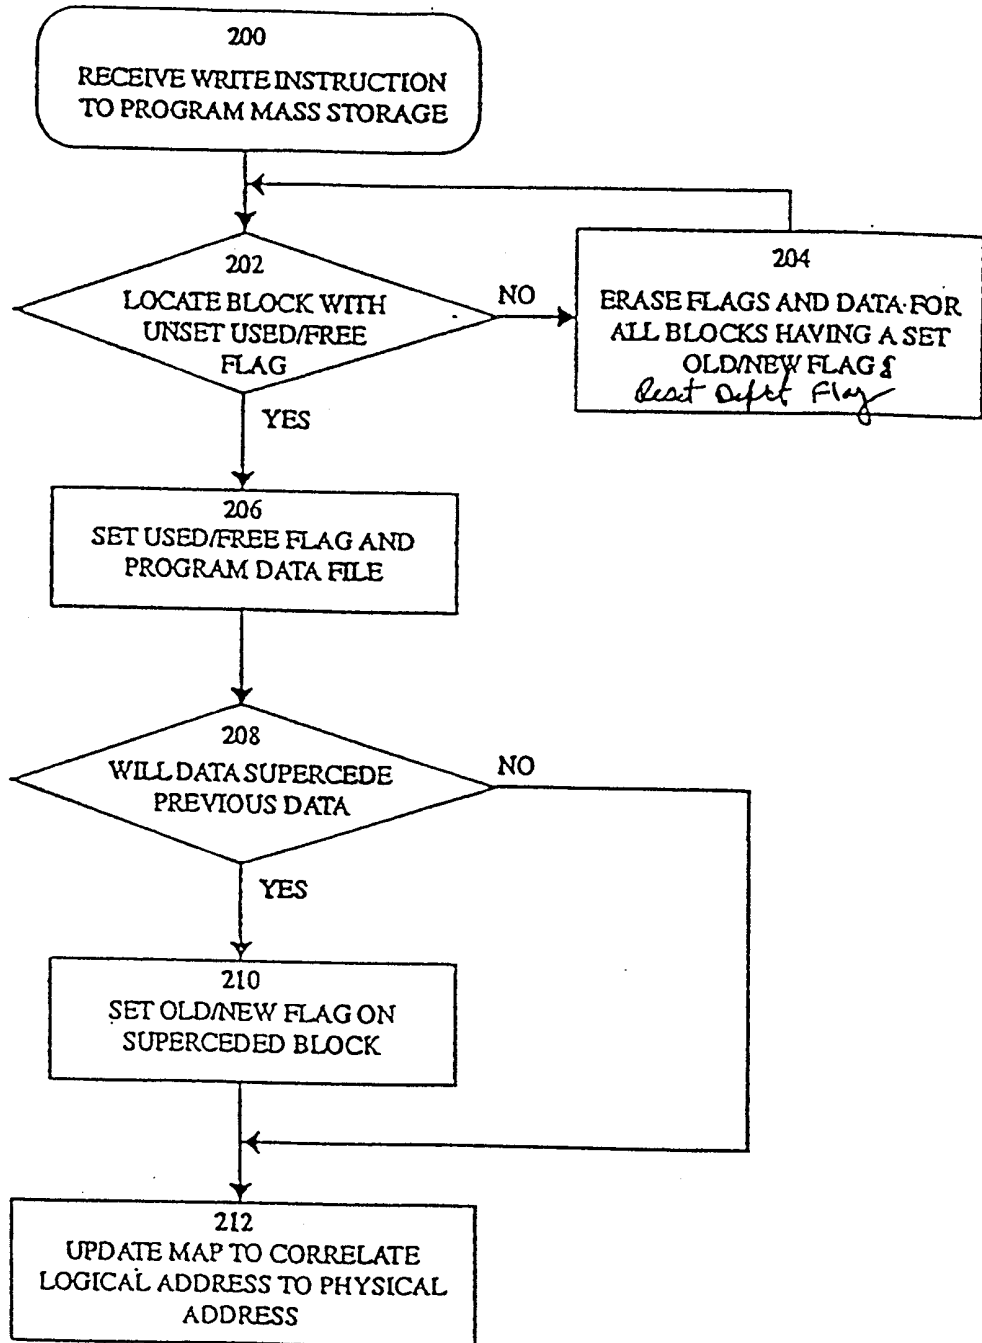 200
RECEIVE WRITE INSTRUCTION
TO PROGRAM MASS STORAGE
202
LOCATE BLOCK WITH
UNSET USED/FREE
FLAG
NO
204
ERASE FLAGS AND DATA FOR
ALL BLOCKS HAVING A SET
OLD/NEW FLAG &
Reset Flag
YES
206
SET USED/FREE FLAG AND
PROGRAM DATA FILE
208
WILL DATA SUPERCEDE
PREVIOUS DATA
NO
YES
210
SET OLD/NEW FLAG ON
SUPERCEDED BLOCK
212
UPDATE MAP TO CORRELATE
LOGICAL ADDRESS TO PHYSICAL
ADDRESS